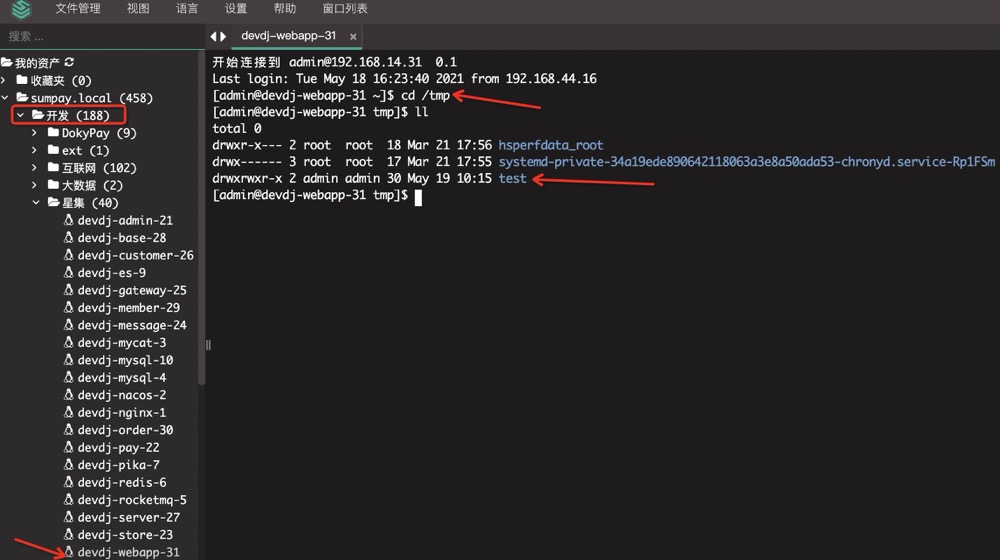 文件管理 视图 语言 设置 帮助 窗口列表
搜索 ...
devdj-webapp-31 ×
我的资产
收藏夹 (0)
sumpay.local (458)
开发 (188)
DokyPay (9)
ext (1)
互联网 (102)
大数据 (2)
星集 (40)
devdj-admin-21
devdj-base-28
devdj-customer-26
devdj-es-9
devdj-gateway-25
devdj-member-29
devdj-message-24
devdj-mycat-3
devdj-mysql-10
devdj-mysql-4
devdj-nacos-2
devdj-nginx-1
devdj-order-30
devdj-pay-22
devdj-pika-7
devdj-redis-6
devdj-rocketmq-5
devdj-server-27
devdj-store-23
devdj-webapp-31
开始连接到 admin@192.168.14.31 0.1
Last login: Tue May 18 16:23:40 2021 from 192.168.44.16
[admin@devdj-webapp-31 ~]$ cd /tmp
[admin@devdj-webapp-31 tmp]$ ll
total 0
drwxr-x--- 2 root root 18 Mar 21 17:56 hsperfdata_root
drwx------ 3 root root 17 Mar 21 17:55 systemd-private-34a19ede890642118063a3e8a50ada53-chronyd.service-Rp1FSm
drwxrwxr-x 2 admin admin 30 May 19 10:15 test
[admin@devdj-webapp-31 tmp]$